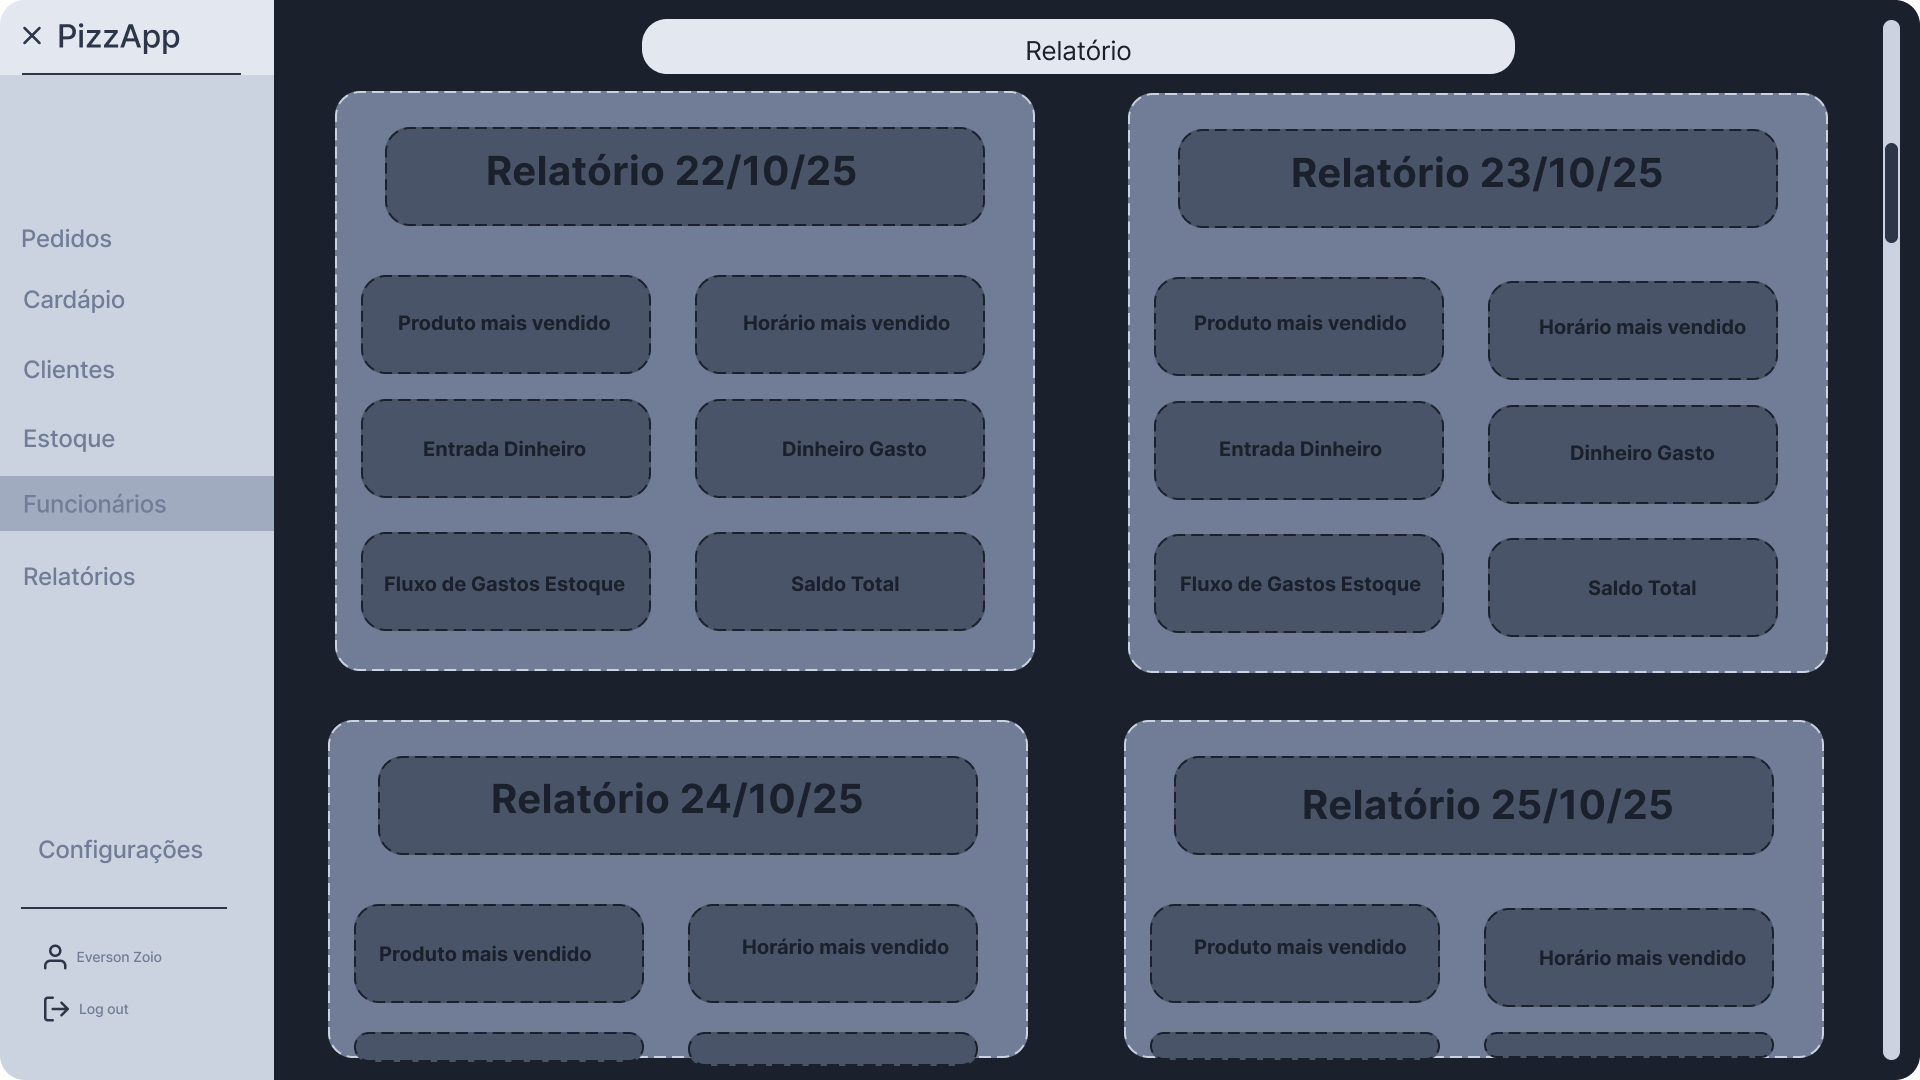 PizzApp
Pedidos
Cardápio
Clientes
Estoque
Funcionários
Relatórios
Configurações
Everson Zoio
Log out
Relatório
Relatório 22/10/25
Produto mais vendido
Horário mais vendido
Entrada Dinheiro
Dinheiro Gasto
Fluxo de Gastos Estoque
Saldo Total
Relatório 23/10/25
Produto mais vendido
Horário mais vendido
Entrada Dinheiro
Dinheiro Gasto
Fluxo de Gastos Estoque
Saldo Total
Relatório 24/10/25
Produto mais vendido
Horário mais vendido
Relatório 25/10/25
Produto mais vendido
Horário mais vendido